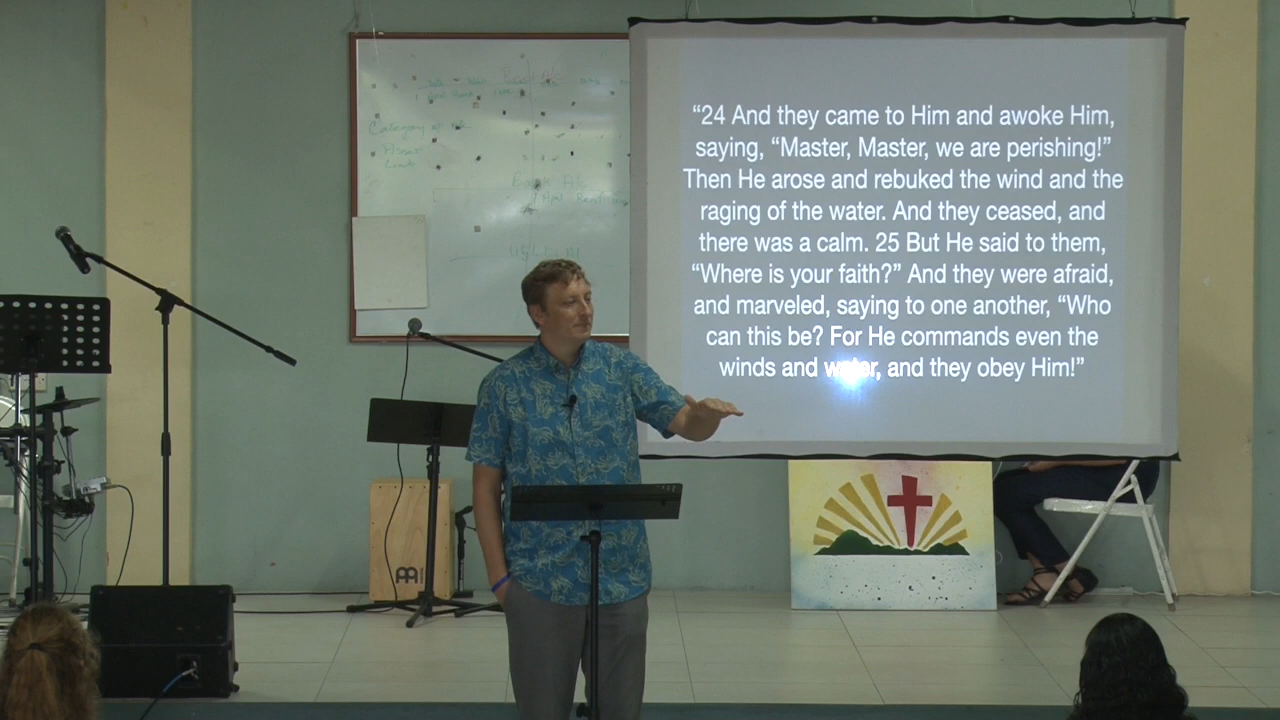 “24 And they came to Him and awoke Him,
saying, “Master, Master, we are perishing!”
Then He arose and rebuked the wind and the
raging of the water. And they ceased, and
there was a calm. 25 But He said to them,
“Where is your faith?” And they were afraid,
and marveled, saying to one another, “Who
can this be? For He commands even the
winds and water, and they obey Him!”
Category